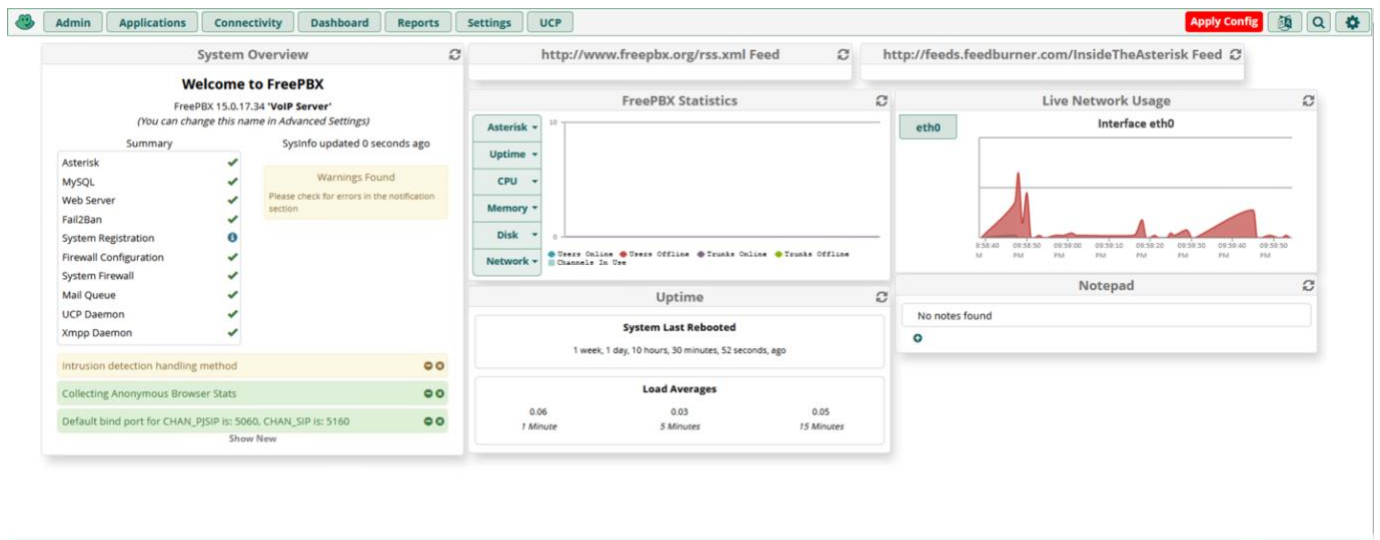 Admin Applications Connectivity Dashboard Reports Settings UCP Apply Config
System Overview
Welcome to FreePBX
FreePBX 15.0.17.34 'VoIP Server'
(You can change this name in Advanced Settings)
Summary
SysInfo updated 0 seconds ago
Asterisk
MySQL
Web Server
Fail2Ban
System Registration
Firewall Configuration
System Firewall
Mail Queue
UCP Daemon
Xmpp Daemon
Warnings Found
Please check for errors in the notification
section
Intrusion detection handling method
Collecting Anonymous Browser Stats
Default bind port for CHAN_PJSIP is: 5060, CHAN_SIP is: 5160
Show New
http://www.freepbx.org/rss.xml Feed
http://feeds.feedburner.com/InsideTheAsterisk Feed
FreePBX Statistics
Asterisk
Uptime
CPU
Memory
Disk
Network
10
0
Users Online Users Offline Trunks Online Trunks Offline
Channels In Use
Uptime
System Last Rebooted
1 week, 1 day, 10 hours, 30 minutes, 52 seconds, ago
Load Averages
0.06 0.03 0.05
1 Minute 5 Minutes 15 Minutes
Live Network Usage
eth0
Interface eth0
9:58:40 09:58:50 09:59:00 09:59:10 09:59:20 09:59:30 09:59:40 09:59:50
M PM PM PM PM PM PM PM
Notepad
No notes found